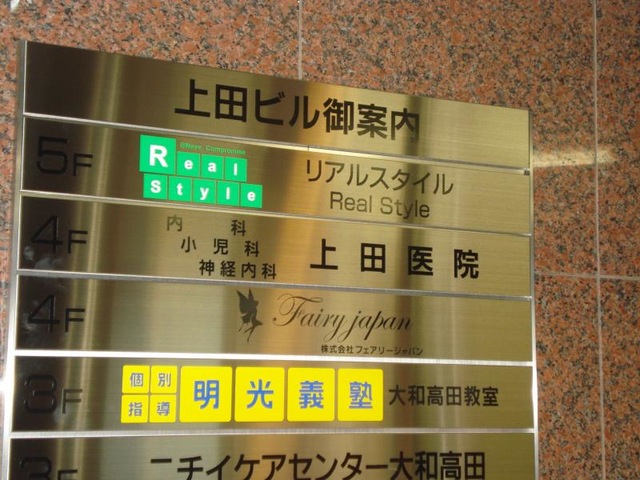 上田ビル御案内
5F
Real
Style
リアルスタイル
Real Style
4F
内科
小児科
神経内科
上田医院
4F
Fairy japan
株式会社フェアリージャパン
3F
個別
指導
明光義塾
大和高田教室
3F
ニチイケアセンター大和高田